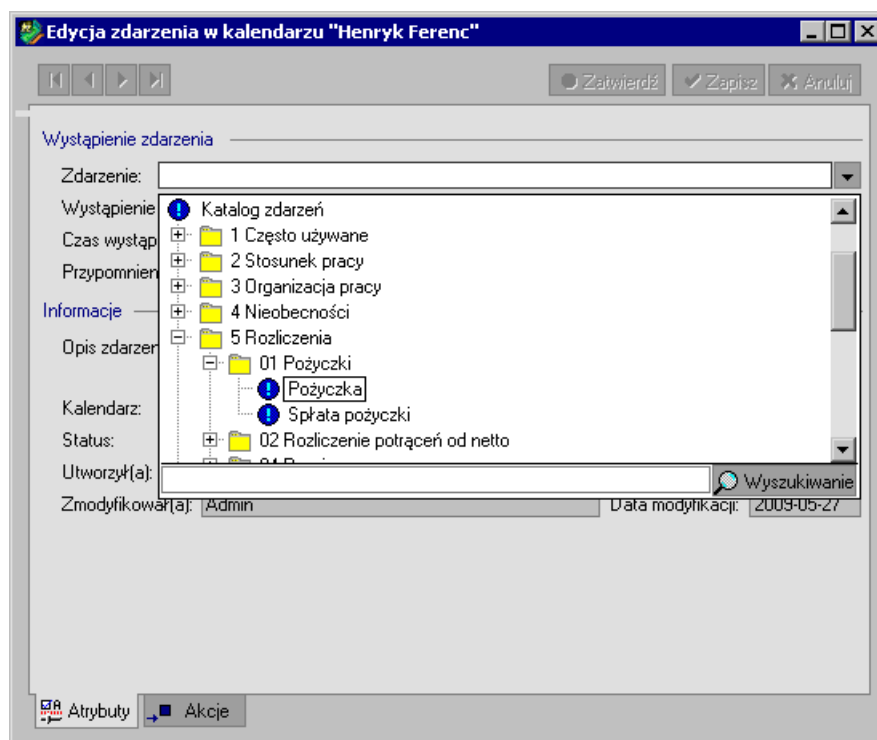 Edycja zdarzenia w kalendarzu "Henryk Ferenc"
Zatwierdź Zapisz Anuluj
Wystąpienie zdarzenia
Zdarzenie:
Wystąpienie
Katalog zdarzeń
1 Często używane
Czas wystąp
2 Stosunek pracy
Przypomnien
3 Organizacja pracy
Informacje
4 Nieobecności
5 Rozliczenia
Opis zdarzer
01 Pożyczki
Pożyczka
Kalendarz:
Spłata pożyczki
Status:
02 Rozliczenie potrąceń od netto
Utworzył(a):
Wyszukiwanie
Zmodyfikował(a): Admin Data modyfikacji: 2009-05-27
Atrybuty Akcje